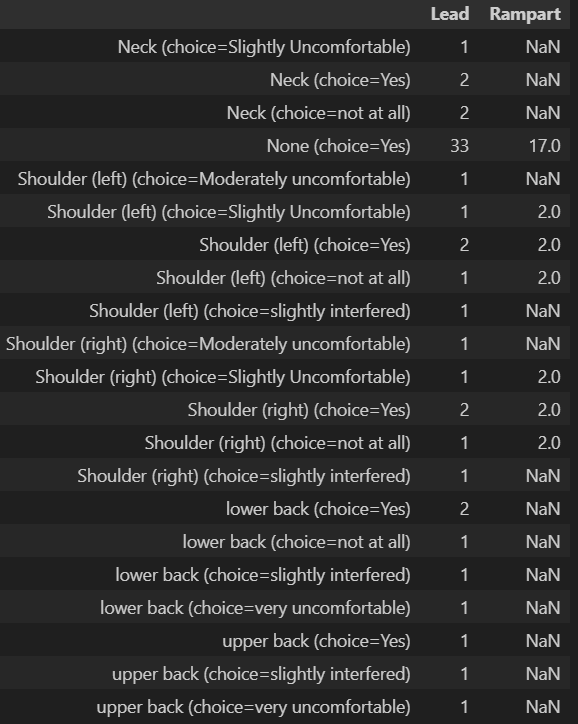 Lead Rampart
Neck (choice=Slightly Uncomfortable) 1 NaN
Neck (choice=Yes) 2 NaN
Neck (choice=not at all) 2 NaN
None (choice=Yes) 33 17.0
Shoulder (left) (choice=Moderately uncomfortable) 1 NaN
Shoulder (left) (choice=Slightly Uncomfortable) 1 2.0
Shoulder (left) (choice=Yes) 2 2.0
Shoulder (left) (choice=not at all) 1 2.0
Shoulder (left) (choice=slightly interfered) 1 NaN
Shoulder (right) (choice=Moderately uncomfortable) 1 NaN
Shoulder (right) (choice=Slightly Uncomfortable) 1 2.0
Shoulder (right) (choice=Yes) 2 2.0
Shoulder (right) (choice=not at all) 1 2.0
Shoulder (right) (choice=slightly interfered) 1 NaN
lower back (choice=Yes) 2 NaN
lower back (choice=not at all) 1 NaN
lower back (choice=slightly interfered) 1 NaN
lower back (choice=very uncomfortable) 1 NaN
upper back (choice=Yes) 1 NaN
upper back (choice=slightly interfered) 1 NaN
upper back (choice=very uncomfortable) 1 NaN